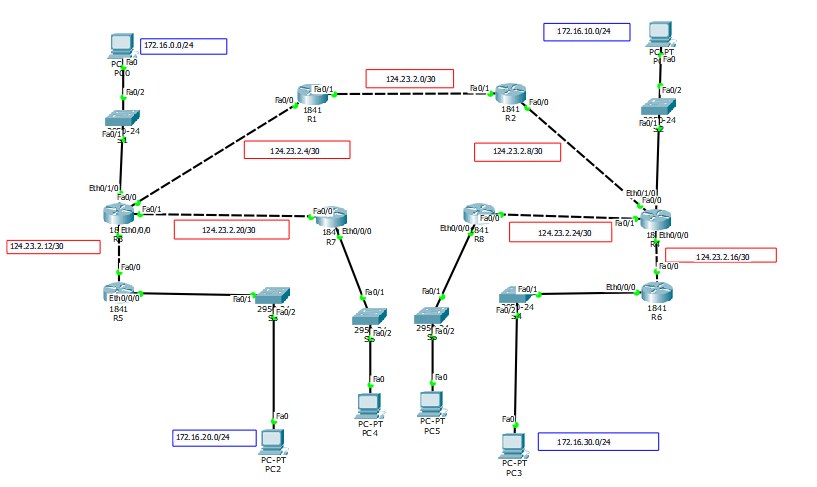 172.16.0.0/24
Fa0
PC0
Fa0/2
Fa0/1
S1
Eth0/1/0
Fa0/0
Fa0/1
Eth0/0/0
R3
124.23.2.12/30
Fa0/0
Eth0/0/0
1841
R5
124.23.2.0/30
Fa0/0
Fa0/1
1841
R1
Fa0/1
Fa0/0
1841
R2
124.23.2.4/30
124.23.2.8/30
172.16.10.0/24
PC-PT
Fa0
Fa0/2
Fa0/1
S2
Eth0/1/0
Fa0/0
Fa0/1
Eth0/0/0
R4
124.23.2.16/30
Fa0/0
Eth0/0/0
1841
R6
124.23.2.20/30
Fa0/0
Eth0/0/0
R7
Eth0/0/0
Fa0/0
1841
R8
124.23.2.24/30
Fa0/1
Fa0/2
Fa0/1
Fa0/2
Fa0/1
Fa0/2
Fa0/1
Fa0/2
S4
Fa0
PC-PT
PC4
Fa0
PC-PT
PC5
172.16.20.0/24
Fa0
PC-PT
PC2
Fa0
PC-PT
PC3
172.16.30.0/24